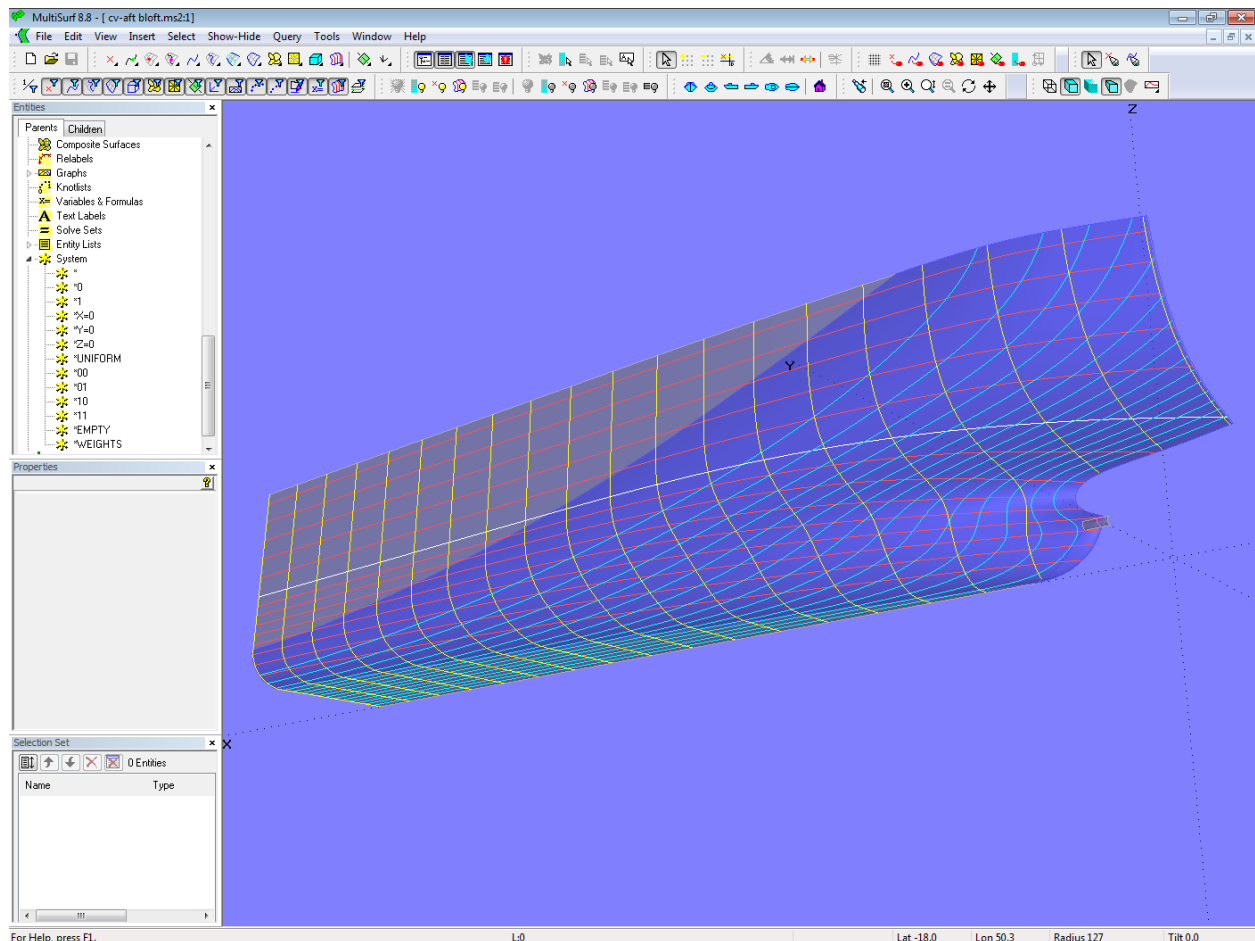 MultiSurf 8.8 - [ cv-aft bloft.ms2:1]
File Edit View Insert Select Show-Hide Query Tools Window Help
Entities
Parents Children
Composite Surfaces
Relabels
Graphs
Knotlists
Variables & Formulas
Text Labels
Solve Sets
Entity Lists
System
*
*0
*1
*X=0
*Y=0
*Z=0
*UNIFORM
*00
*01
*10
*11
*EMPTY
*WEIGHTS
Properties
Selection Set
0 Entities
Name Type
Z
Y
X
For Help, press F1. L:0 Lat -18.0 Lon 50.3 Radius 127 Tilt 0.0